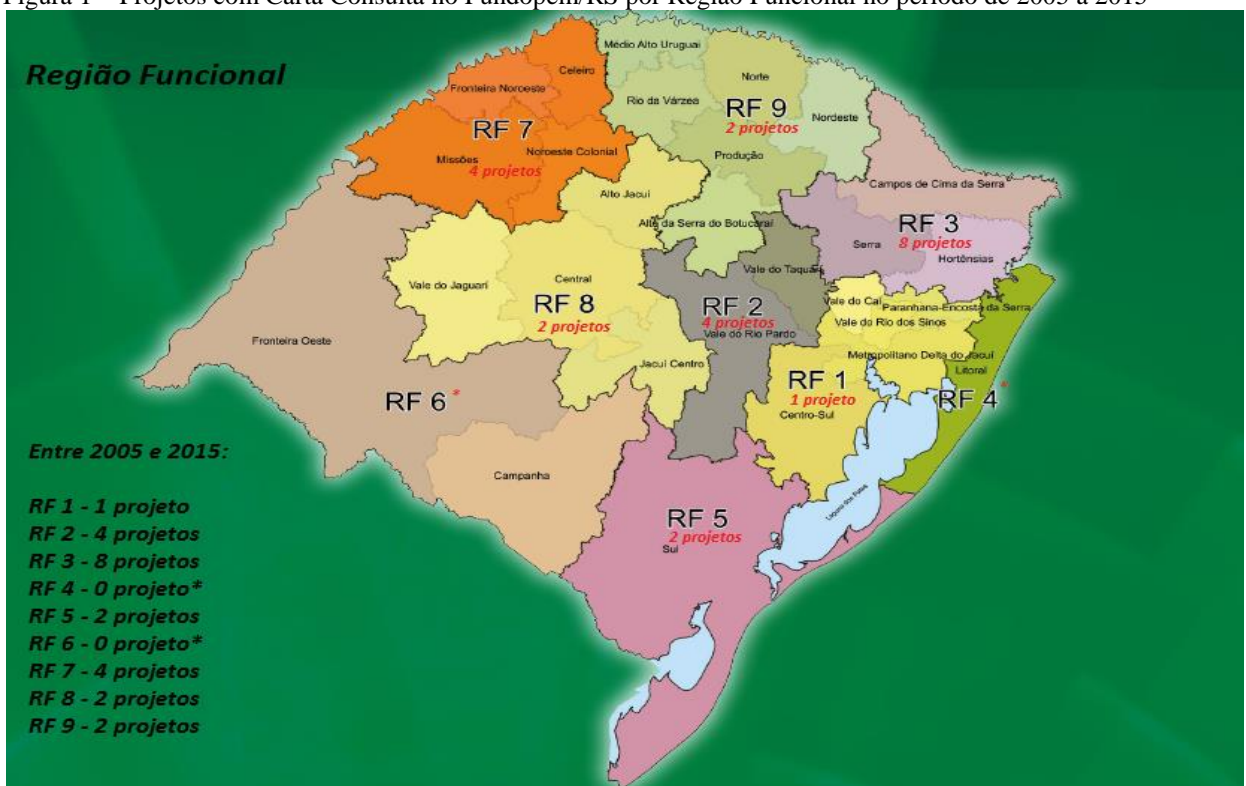 Figura 1 – Projetos com Carta Consulta no Fundopem/RS por Região Funcional no período de 2005 a 2015
Região Funcional
Médio Alto Uruguai
Celeiro
Norte
Fronteira Noroeste
Rio da Várzea
RF 9
2 projetos
Nordeste
RF 7
Missões
Noroeste Colonial
4 projetos
Produção
Alto Jacuí
Campos de Cima da Serra
Alto da Serra do Botucaraí
RF 3
Serra
8 projetos
Hortênsias
Vale do Taquari
Vale do Jaguari
Central
RF 8
2 projetos
RF 2
4 projetos
Vale do Rio Pardo
Vale do Caí
Paranhana-Encosta da Serra
Vale do Rio dos Sinos
Fronteira Oeste
Jacuí Centro
Metropolitano Delta do Jacuí
Litoral
RF 1
1 projeto
Centro-Sul
RF 4*
RF 6*
Entre 2005 e 2015:
Campanha
RF 1 - 1 projeto
RF 2 - 4 projetos
RF 3 - 8 projetos
RF 4 - 0 projeto*
RF 5 - 2 projetos
RF 6 - 0 projeto*
RF 7 - 4 projetos
RF 8 - 2 projetos
RF 9 - 2 projetos
Laguna dos Patos
RF 5
2 projetos
Sul